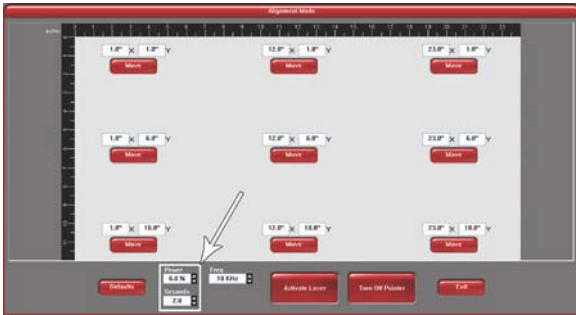 Alignment Mode
Inches 1 2 3 4 5 6 7 8 9 10 11 12 13 14 15 16 17 18 19 20 21 22 23
1.0" X 1.0" Y 12.0" X 1.0" Y 23.0" X 1.0" Y
Move Move Move
1.0" X 6.0" Y 12.0" X 6.0" Y 23.0" X 6.0" Y
Move Move Move
1.0" X 10.0" Y 12.0" X 10.0" Y 23.0" X 10.0" Y
Move Move Move
Power Freq
Defaults 6.0 % 10 KHz Activate Laser Turn Off Pointer Exit
Seconds
2.0